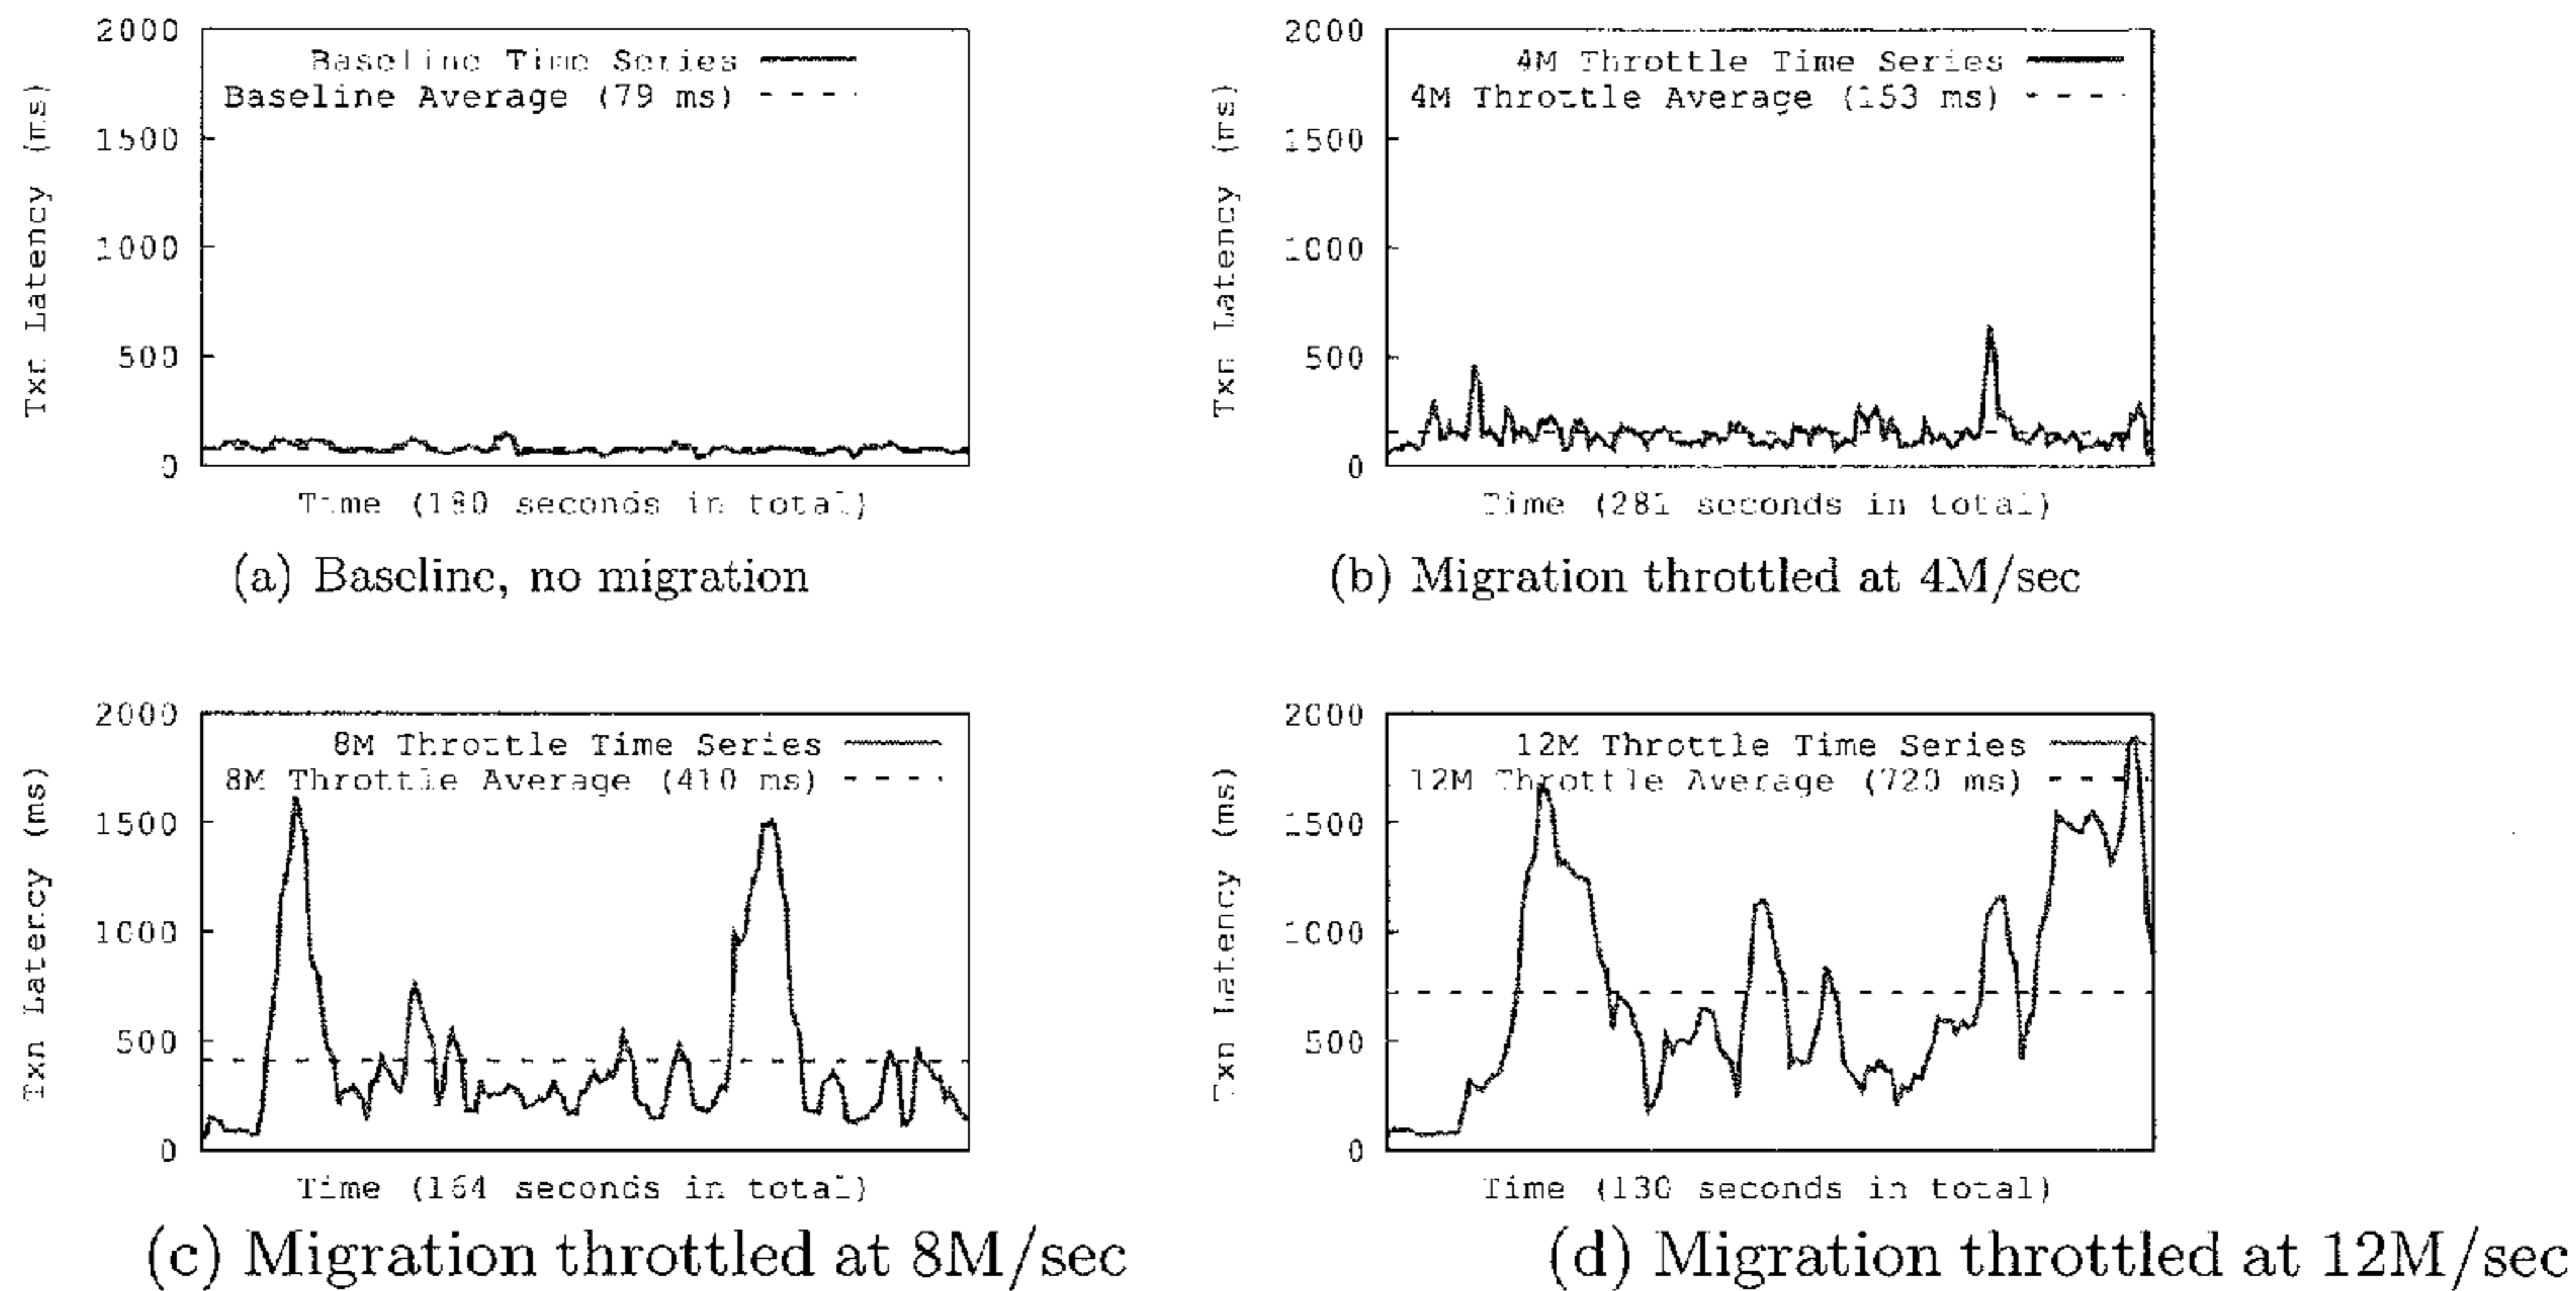 2000
1500
1000
500
0
Txn Latency (ms)
Baseline Time Series
Baseline Average (79 ms)
Time (180 seconds in total)
(a) Baseline, no migration
2000
1500
1000
500
0
Txn Latency (ms)
4M Throttle Time Series
4M Throttle Average (153 ms)
Time (281 seconds in total)
(b) Migration throttled at 4M/sec
2000
1500
1000
500
0
Txn Latency (ms)
8M Throttle Time Series
8M Throttle Average (410 ms)
Time (164 seconds in total)
(c) Migration throttled at 8M/sec
2000
1500
1000
500
0
Txn Latency (ms)
12M Throttle Time Series
12M Throttle Average (720 ms)
Time (130 seconds in total)
(d) Migration throttled at 12M/sec